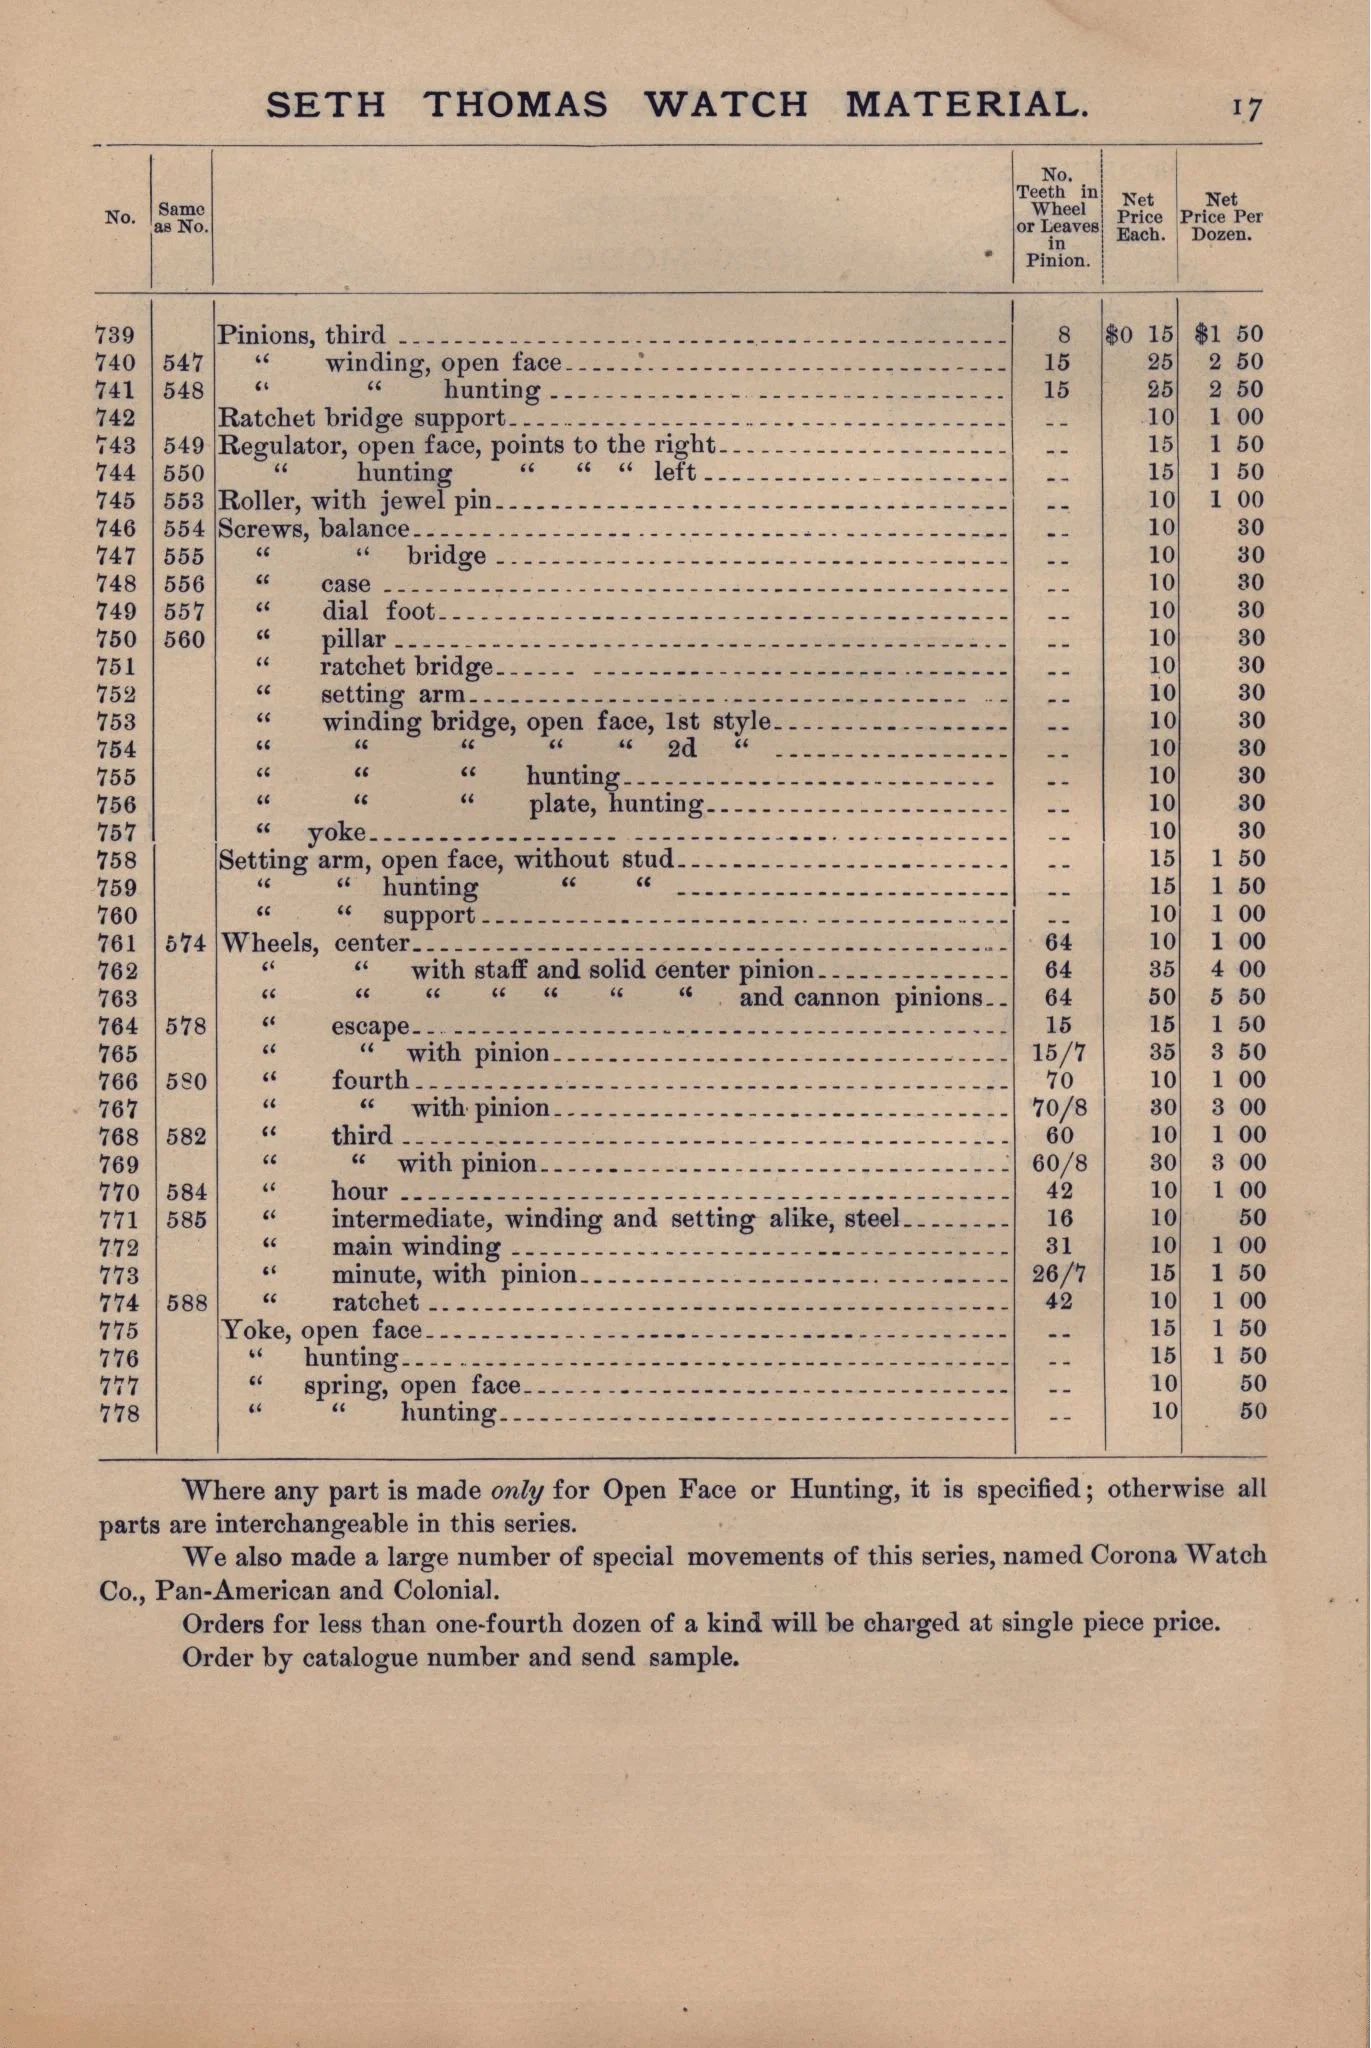 SETH THOMAS WATCH MATERIAL. 17
No. Same as No. No. Teeth in Wheel or Leaves in Pinion. Net Price Each. Net Price Per Dozen.
739 Pinions, third 8 $0 15 $1 50
740 547 “ winding, open face 15 25 2 50
741 548 “ “ hunting 15 25 2 50
742 Ratchet bridge support -- 10 1 00
743 549 Regulator, open face, points to the right -- 15 1 50
744 550 “ hunting “ “ “ left -- 15 1 50
745 553 Roller, with jewel pin -- 10 1 00
746 554 Screws, balance -- 10 30
747 555 “ “ bridge -- 10 30
748 556 “ case -- 10 30
749 557 “ dial foot -- 10 30
750 560 “ pillar -- 10 30
751 “ ratchet bridge -- 10 30
752 “ setting arm -- 10 30
753 “ winding bridge, open face, 1st style -- 10 30
754 “ “ “ “ “ 2d “ -- 10 30
755 “ “ “ hunting -- 10 30
756 “ “ “ plate, hunting -- 10 30
757 “ yoke -- 10 30
758 Setting arm, open face, without stud -- 15 1 50
759 “ “ hunting “ “ -- 15 1 50
760 “ “ support -- 10 1 00
761 574 Wheels, center 64 10 1 00
762 “ “ with staff and solid center pinion 64 35 4 00
763 “ “ “ “ “ “ “ and cannon pinions 64 50 5 50
764 578 “ escape 15 15 1 50
765 “ “ with pinion 15/7 35 3 50
766 580 “ fourth 70 10 1 00
767 “ “ with pinion 70/8 30 3 00
768 582 “ third 60 10 1 00
769 “ “ with pinion 60/8 30 3 00
770 584 “ hour 42 10 1 00
771 585 “ intermediate, winding and setting alike, steel 16 10 50
772 “ main winding 31 10 1 00
773 “ minute, with pinion 26/7 15 1 50
774 588 “ ratchet 42 10 1 00
775 Yoke, open face -- 15 1 50
776 “ hunting -- 15 1 50
777 “ spring, open face -- 10 50
778 “ “ hunting -- 10 50
Where any part is made only for Open Face or Hunting, it is specified; otherwise all
parts are interchangeable in this series.
We also made a large number of special movements of this series, named Corona Watch
Co., Pan-American and Colonial.
Orders for less than one-fourth dozen of a kind will be charged at single piece price.
Order by catalogue number and send sample.